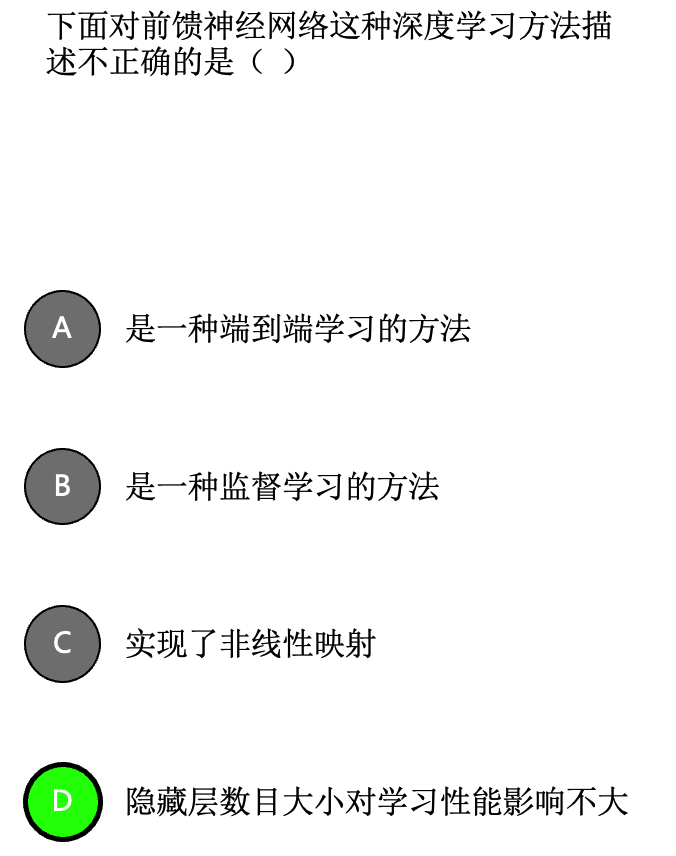 下面对前馈神经网络这种深度学习方法描
述不正确的是（ ）
A 是一种端到端学习的方法
B 是一种监督学习的方法
C 实现了非线性映射
D 隐藏层数目大小对学习性能影响不大